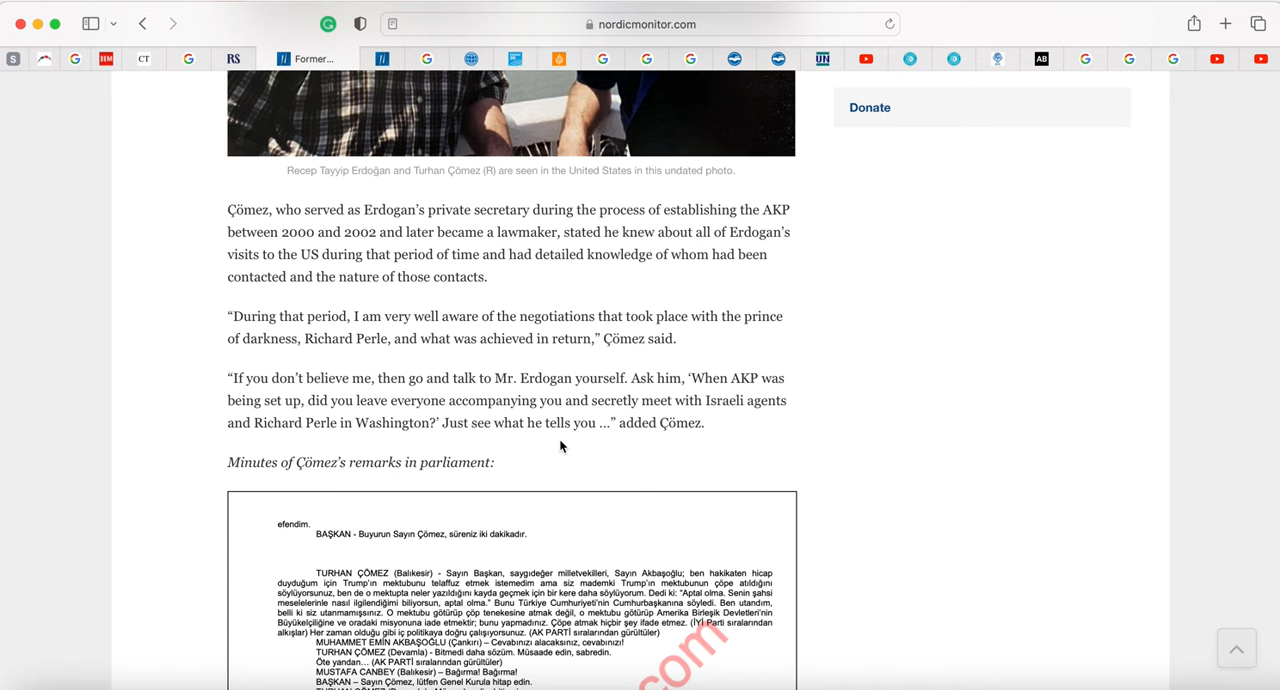 nordicmonitor.com
S
G
HM
CT
G
RS
Former...
G
G
G
G
UN
AB
G
G
G
Donate
Recep Tayyip Erdoğan and Turhan Çömez (R) are seen in the United States in this undated photo.
Çömez, who served as Erdogan’s private secretary during the process of establishing the AKP
between 2000 and 2002 and later became a lawmaker, stated he knew about all of Erdogan’s
visits to the US during that period of time and had detailed knowledge of whom had been
contacted and the nature of those contacts.
“During that period, I am very well aware of the negotiations that took place with the prince
of darkness, Richard Perle, and what was achieved in return,” Çömez said.
“If you don’t believe me, then go and talk to Mr. Erdogan yourself. Ask him, ‘When AKP was
being set up, did you leave everyone accompanying you and secretly meet with Israeli agents
and Richard Perle in Washington?’ Just see what he tells you ...” added Çömez.
Minutes of Çömez’s remarks in parliament:
efendim.
BAŞKAN - Buyurun Sayın Çömez, süreniz iki dakikadır.
TURHAN ÇÖMEZ (Balıkesir) - Sayın Başkan, saygıdeğer milletvekilleri, Sayın Akbaşoğlu; ben hakikaten hicap
duyduğum için Trump’ın mektubunu telaffuz etmek istemedim ama siz mademki Trump’ın mektubunun çöpe atıldığını
söylüyorsunuz, ben de o mektupta neler yazıldığını kayda geçmek için bir kere daha söylüyorum. Dedi ki: “Aptal olma. Senin şahsi
meselelerinle nasıl ilgilendiğimi biliyorsun, aptal olma.” Bunu Türkiye Cumhuriyeti’nin Cumhurbaşkanına söyledi. Ben utandım,
belli ki siz utanmamışsınız. O mektubu götürüp çöp tenekesine atmak değil, o mektubu götürüp Amerika Birleşik Devletleri’nin
Büyükelçiliğine ve oradaki misyonuna iade etmektir; bunu yapmadınız. Çöpe atmak hiçbir şey ifade etmez. (İYİ Parti sıralarından
alkışlar) Her zaman olduğu gibi iç politikaya doğru çalışıyorsunuz. (AK PARTİ sıralarından gürültüler)
MUHAMMET EMİN AKBAŞOĞLU (Çankırı) – Cevabınızı alacaksınız, cevabınızı!
TURHAN ÇÖMEZ (Devamla) - Bitmedi daha sözüm. Müsaade edin, sabredin.
Öte yandan… (AK PARTİ sıralarından gürültüler)
MUSTAFA CANBEY (Balıkesir) – Bağırma! Bağırma!
BAŞKAN – Sayın Çömez, lütfen Genel Kurula hitap edin.
.com